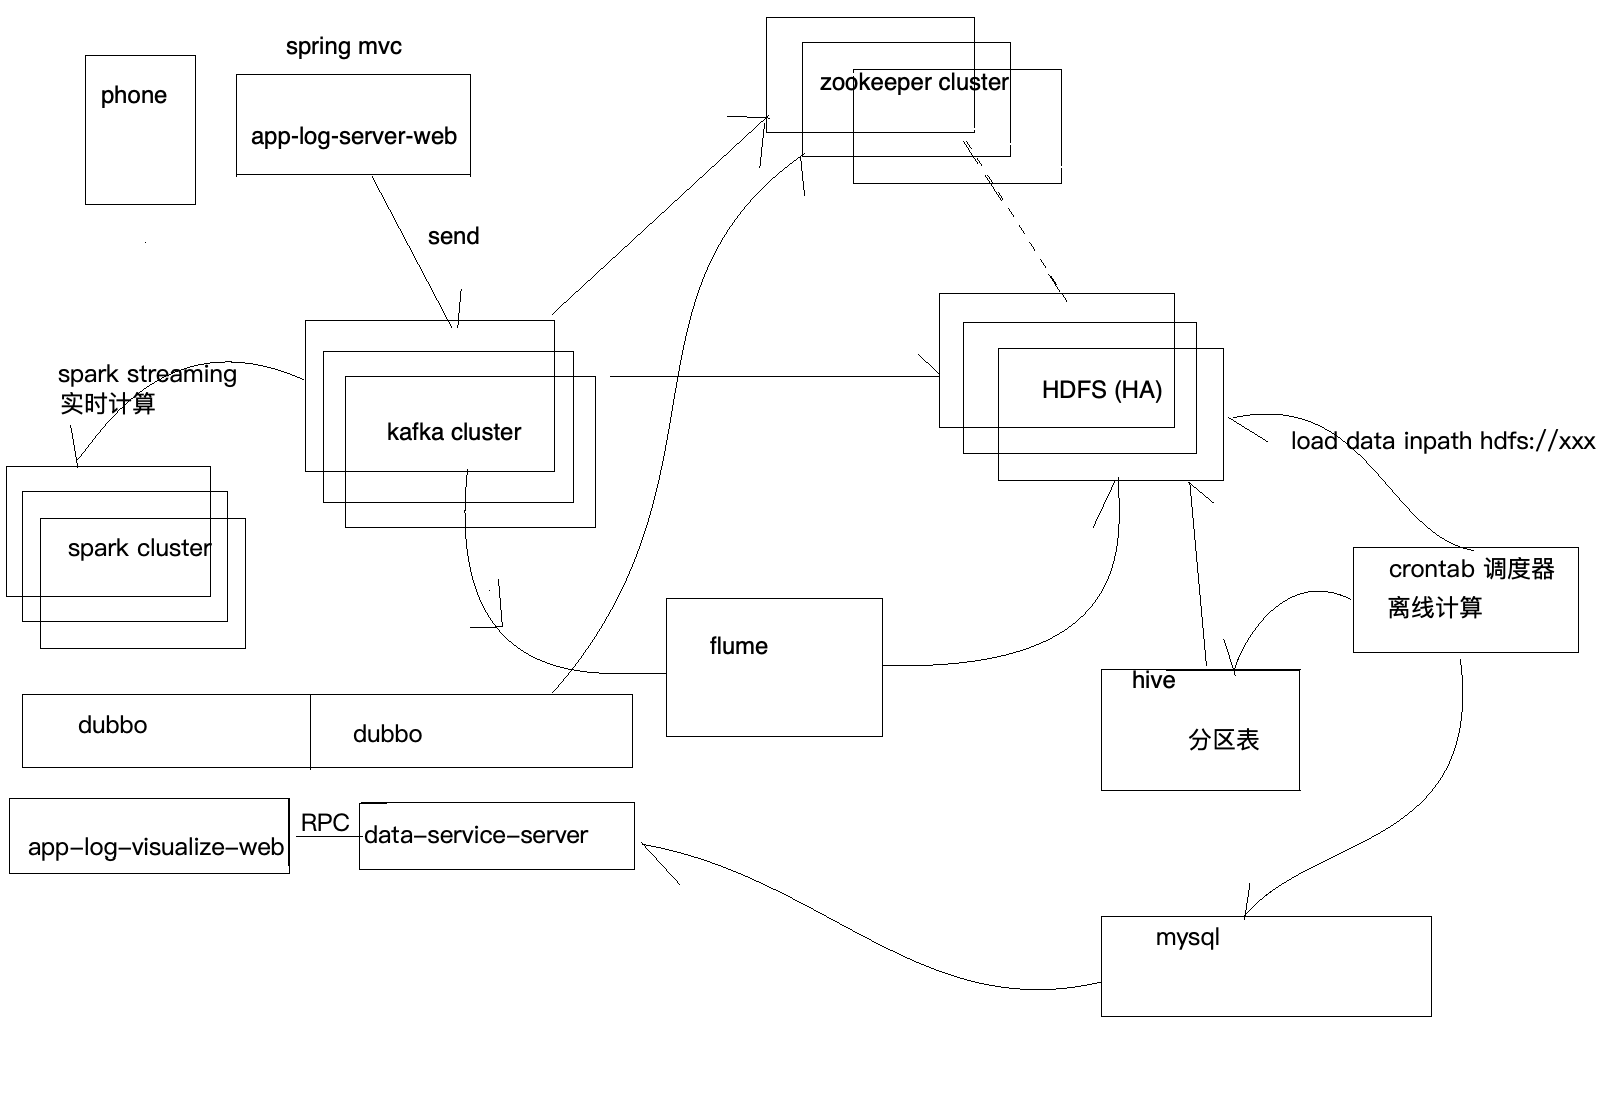 spring mvc
phone
app-log-server-web
zookeeper cluster
send
spark streaming
实时计算
kafka cluster
HDFS (HA)
load data inpath hdfs://xxx
spark cluster
crontab 调度器
离线计算
flume
hive
分区表
dubbo
dubbo
app-log-visualize-web
RPC
data-service-server
mysql